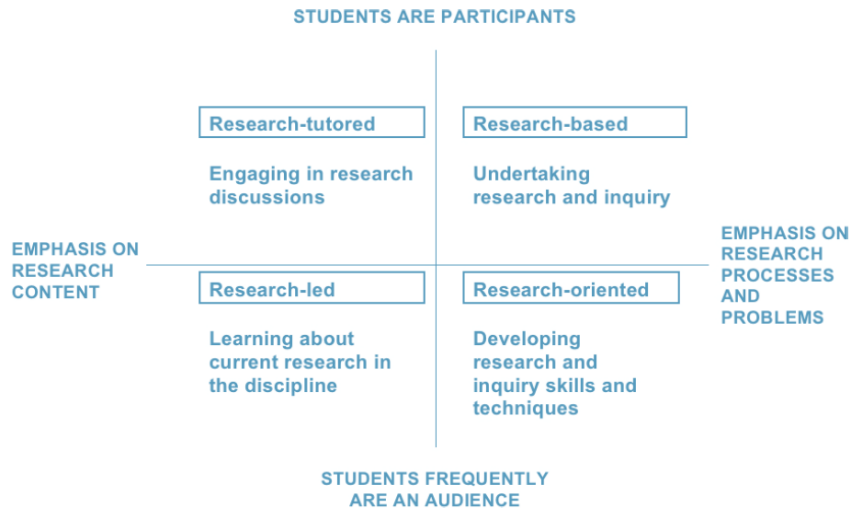 STUDENTS ARE PARTICIPANTS
Research-tutored
Engaging in research
discussions
Research-based
Undertaking
research and inquiry
EMPHASIS ON
RESEARCH
CONTENT
EMPHASIS ON
RESEARCH
PROCESSES
AND
PROBLEMS
Research-led
Learning about
current research in
the discipline
Research-oriented
Developing
research and
inquiry skills and
techniques
STUDENTS FREQUENTLY
ARE AN AUDIENCE